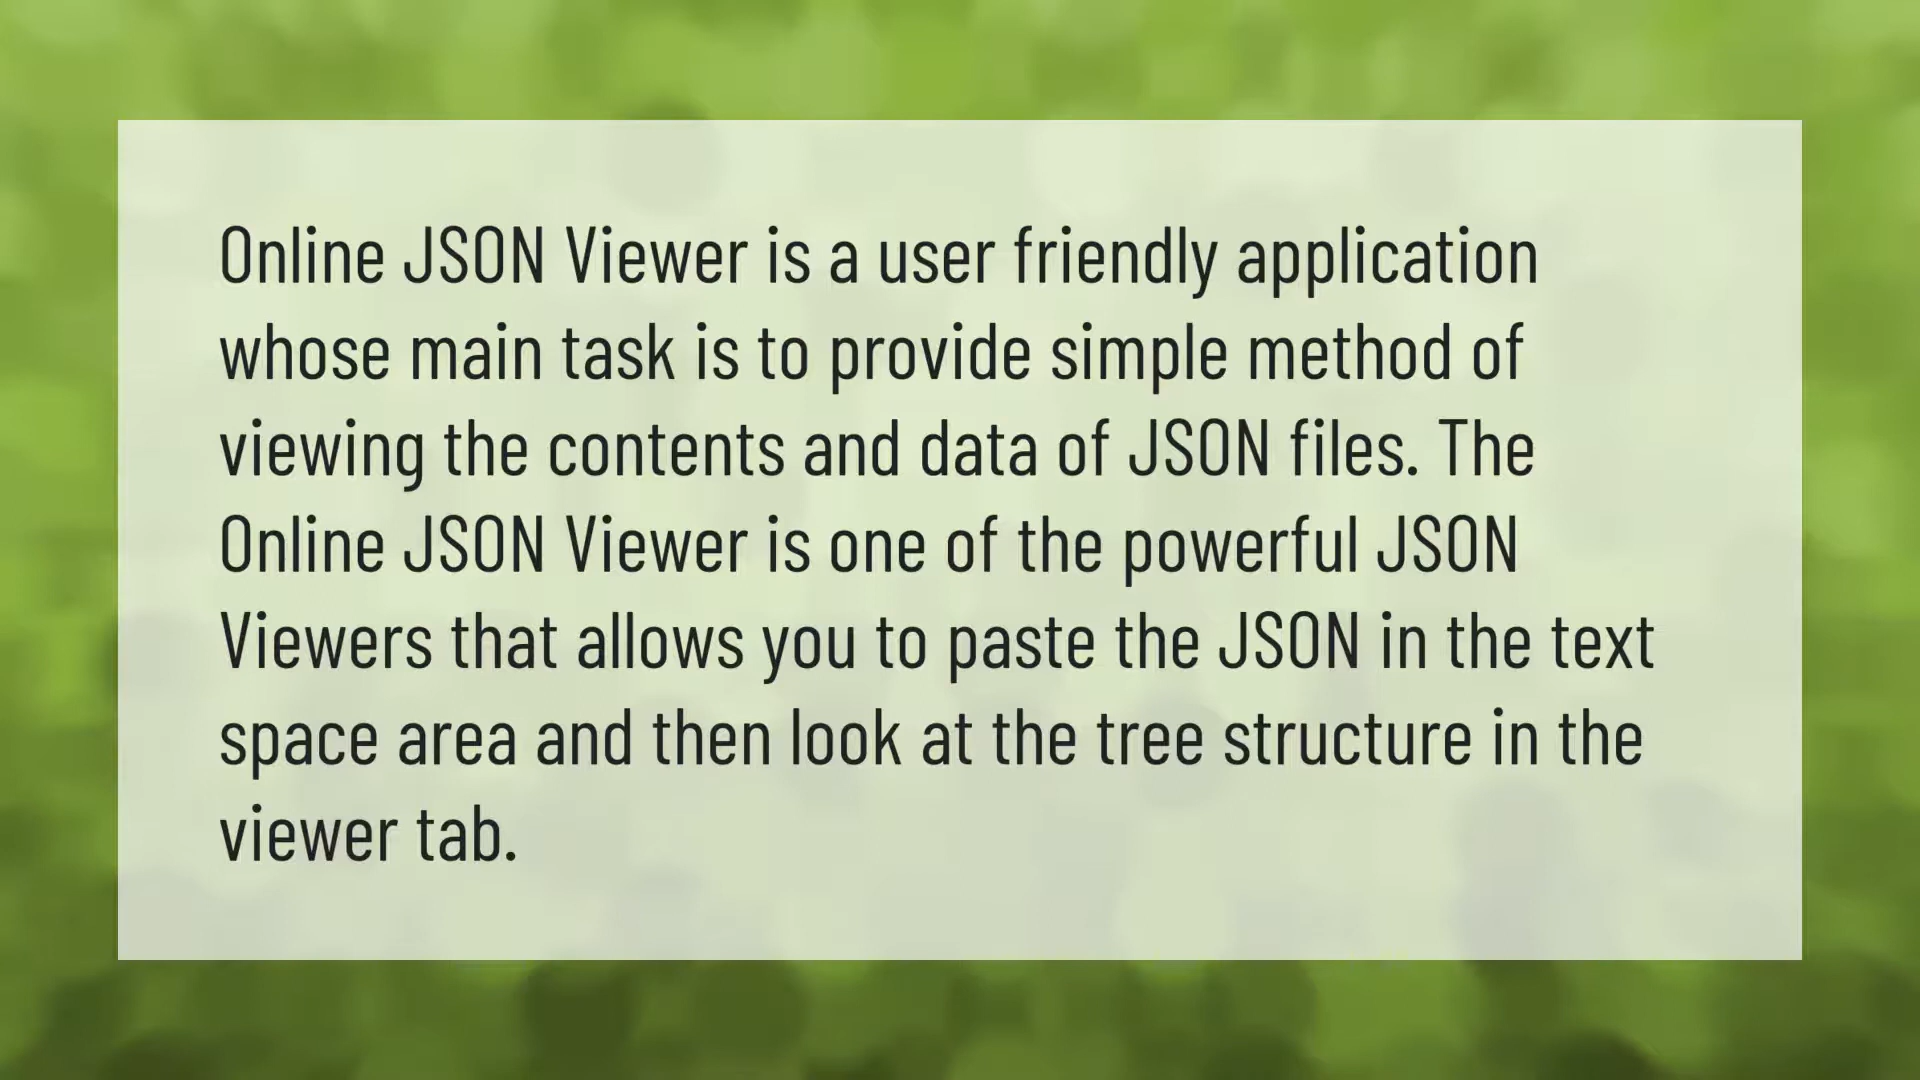 Online JSON Viewer is a user friendly application
whose main task is to provide simple method of
viewing the contents and data of JSON files. The
Online JSON Viewer is one of the powerful JSON
Viewers that allows you to paste the JSON in the text
space area and then look at the tree structure in the
viewer tab.